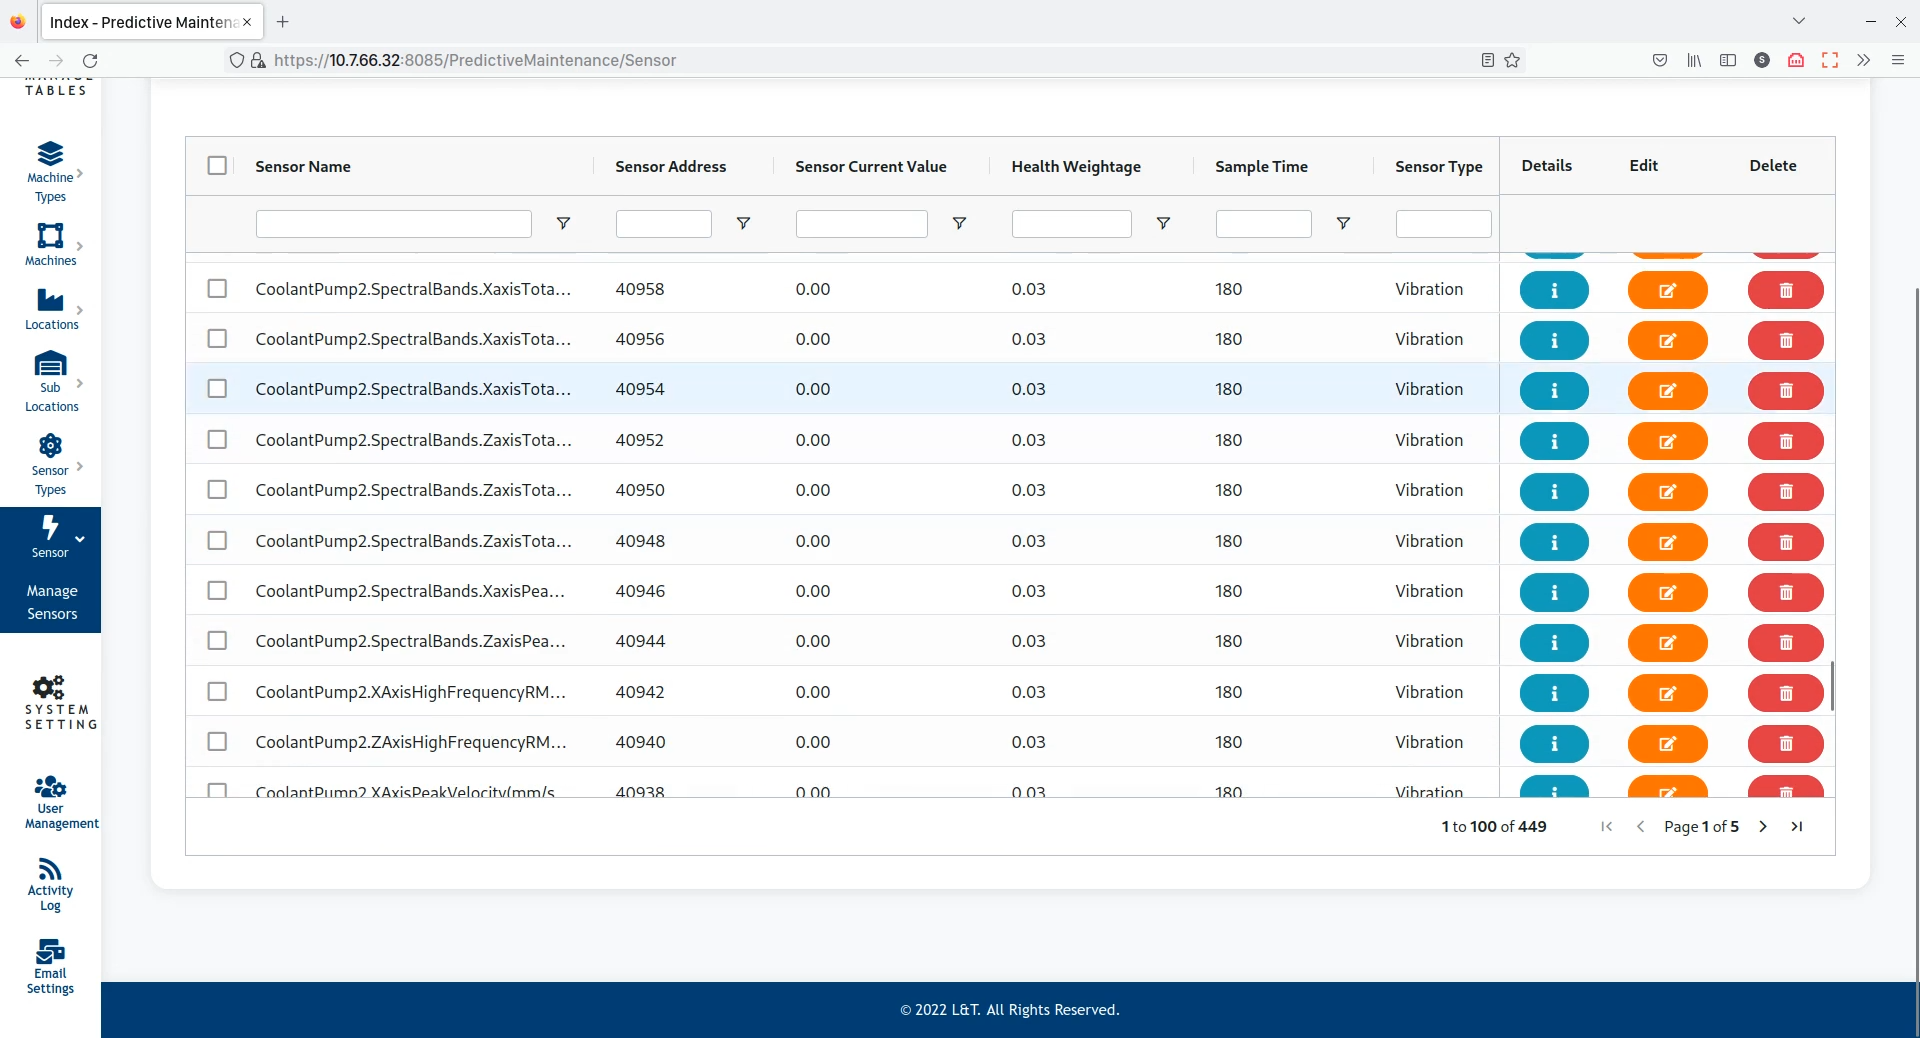 Index - Predictive Maintena
https://10.7.66.32:8085/PredictiveMaintenance/Sensor
MANAGE
TABLES
Machine
Types
Machines
Locations
Sub
Locations
Sensor
Types
Sensor
Manage
Sensors
SYSTEM
SETTING
User
Management
Activity
Log
Email
Settings
Sensor Name Sensor Address Sensor Current Value Health Weightage Sample Time Sensor Type Details Edit Delete
CoolantPump2.SpectralBands.XaxisTota... 40958 0.00 0.03 180 Vibration
CoolantPump2.SpectralBands.XaxisTota... 40956 0.00 0.03 180 Vibration
CoolantPump2.SpectralBands.XaxisTota... 40954 0.00 0.03 180 Vibration
CoolantPump2.SpectralBands.ZaxisTota... 40952 0.00 0.03 180 Vibration
CoolantPump2.SpectralBands.ZaxisTota... 40950 0.00 0.03 180 Vibration
CoolantPump2.SpectralBands.ZaxisTota... 40948 0.00 0.03 180 Vibration
CoolantPump2.SpectralBands.XaxisPea... 40946 0.00 0.03 180 Vibration
CoolantPump2.SpectralBands.ZaxisPea... 40944 0.00 0.03 180 Vibration
CoolantPump2.XAxisHighFrequencyRM... 40942 0.00 0.03 180 Vibration
CoolantPump2.ZAxisHighFrequencyRM... 40940 0.00 0.03 180 Vibration
CoolantPump2.XAxisPeakVelocity(mm/s 40938 0.00 0.03 180 Vibration
1 to 100 of 449 Page 1 of 5
© 2022 L&T. All Rights Reserved.